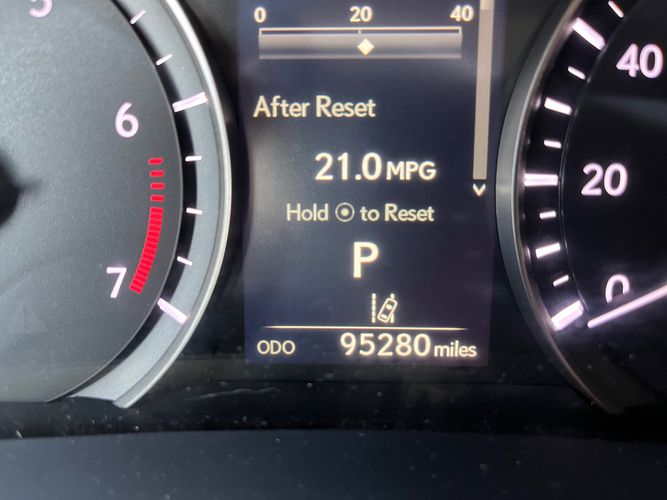 5
6
7
0 20 40
After Reset
21.0 MPG
Hold to Reset
P
ODO 95280 miles
40
20
0